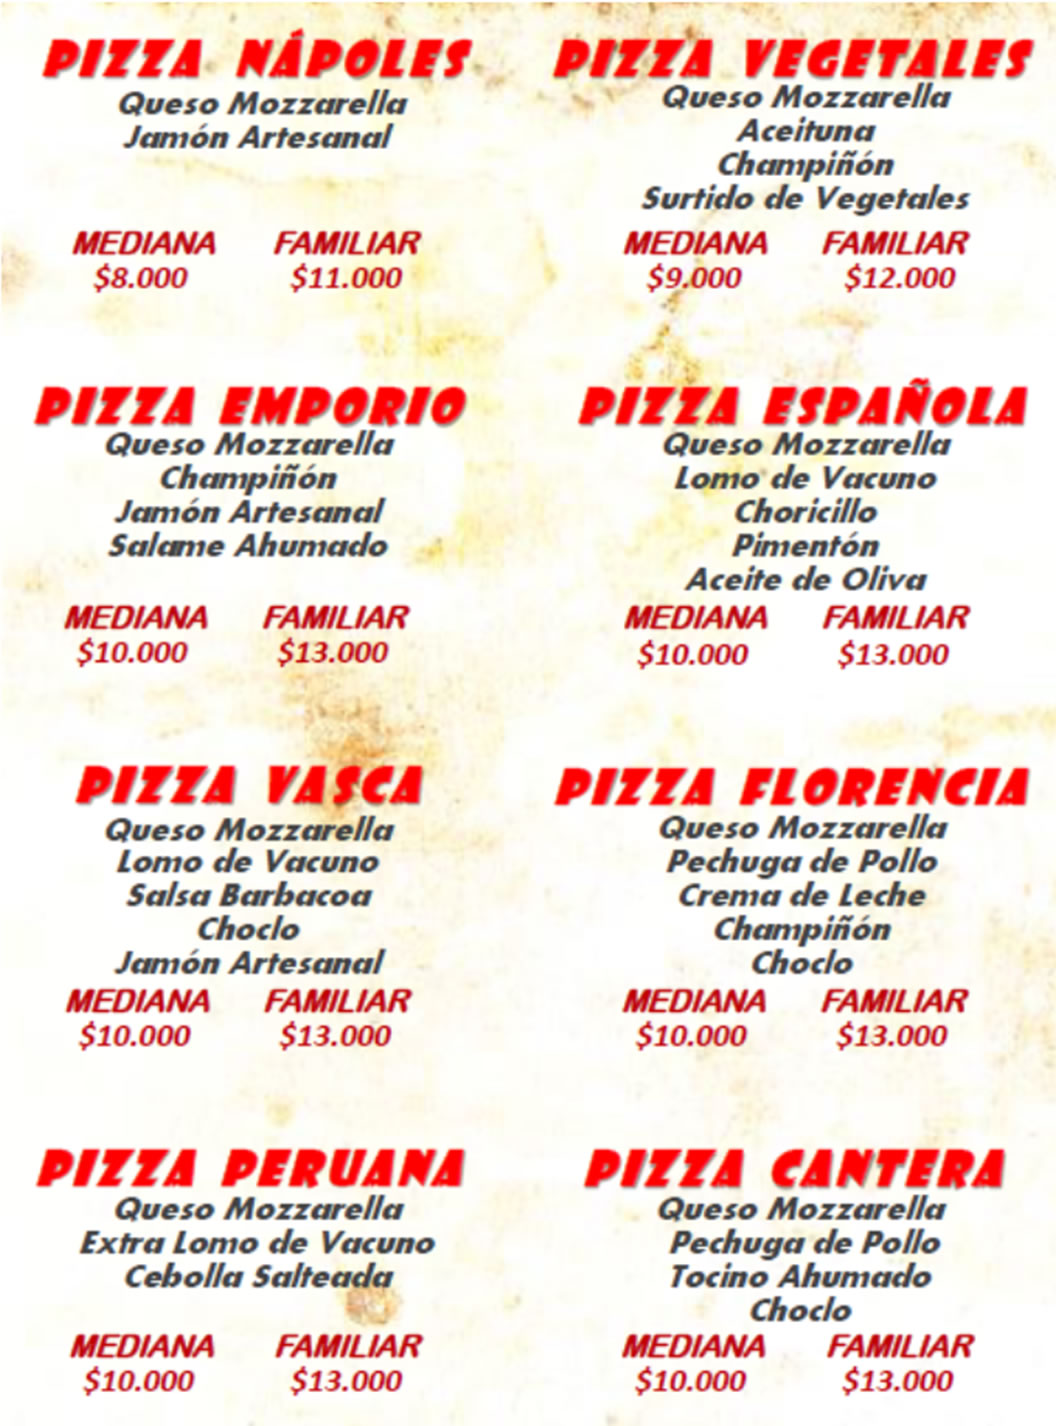 PIZZA NÁPOLES
Queso Mozzarella
Jamón Artesanal
MEDIANA FAMILIAR
$8.000 $11.000
PIZZA VEGETALES
Queso Mozzarella
Aceituna
Champiñón
Surtido de Vegetales
MEDIANA FAMILIAR
$9.000 $12.000
PIZZA EMPORIO
Queso Mozzarella
Champiñón
Jamón Artesanal
Salame Ahumado
MEDIANA FAMILIAR
$10.000 $13.000
PIZZA ESPAÑOLA
Queso Mozzarella
Lomo de Vacuno
Choricillo
Pimentón
Aceite de Oliva
MEDIANA FAMILIAR
$10.000 $13.000
PIZZA VASCA
Queso Mozzarella
Lomo de Vacuno
Salsa Barbacoa
Choclo
Jamón Artesanal
MEDIANA FAMILIAR
$10.000 $13.000
PIZZA FLORENCIA
Queso Mozzarella
Pechuga de Pollo
Crema de Leche
Champiñón
Choclo
MEDIANA FAMILIAR
$10.000 $13.000
PIZZA PERUANA
Queso Mozzarella
Extra Lomo de Vacuno
Cebolla Salteada
MEDIANA FAMILIAR
$10.000 $13.000
PIZZA CANTERA
Queso Mozzarella
Pechuga de Pollo
Tocino Ahumado
Choclo
MEDIANA FAMILIAR
$10.000 $13.000